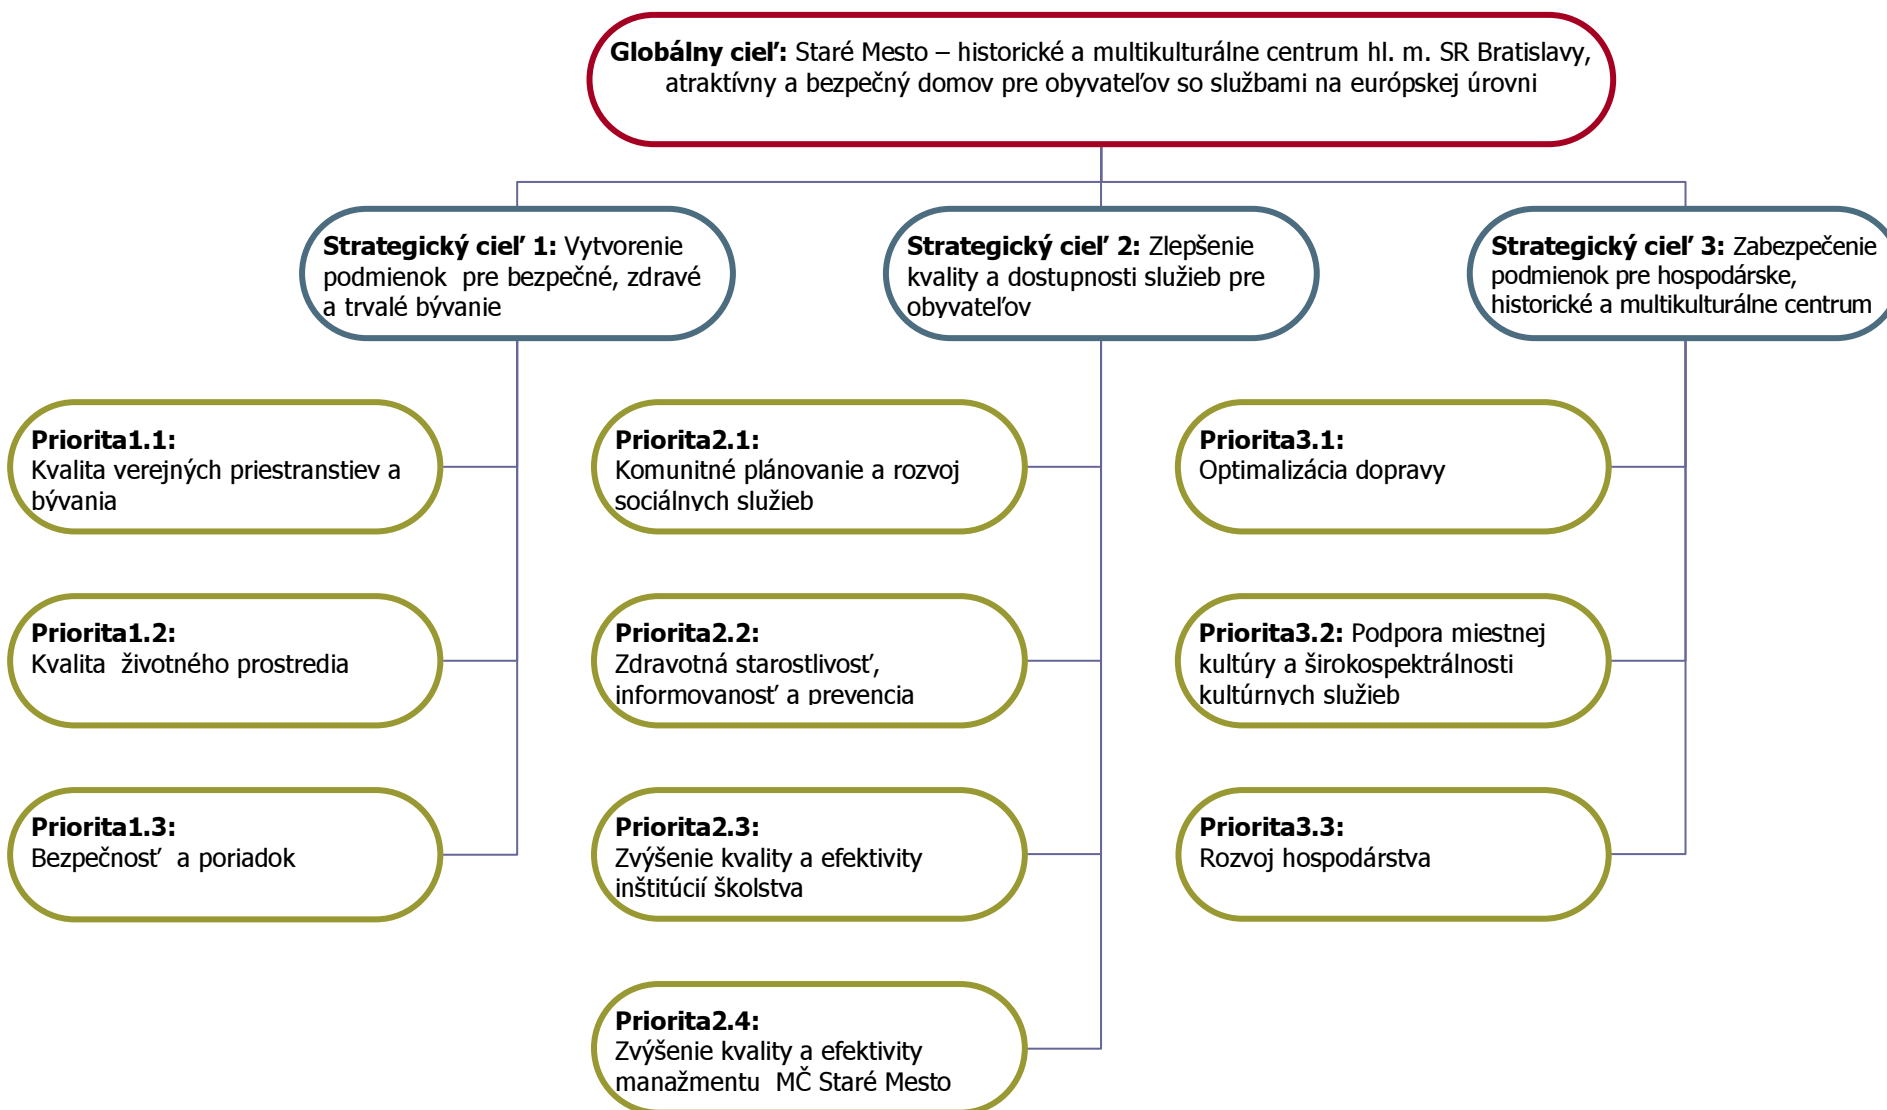 Globálny cieľ: Staré Mesto – historické a multikulturálne centrum hl. m. SR Bratislavy,
atraktívny a bezpečný domov pre obyvateľov so službami na európskej úrovni
Strategický cieľ 1: Vytvorenie
podmienok pre bezpečné, zdravé
a trvalé bývanie
Strategický cieľ 2: Zlepšenie
kvality a dostupnosti služieb pre
obyvateľov
Strategický cieľ 3: Zabezpečenie
podmienok pre hospodárske,
historické a multikulturálne centrum
Priorita1.1:
Kvalita verejných priestranstiev a
bývania
Priorita2.1:
Komunitné plánovanie a rozvoj
sociálnych služieb
Priorita3.1:
Optimalizácia dopravy
Priorita1.2:
Kvalita životného prostredia
Priorita2.2:
Zdravotná starostlivosť,
informovanosť a prevencia
Priorita3.2: Podpora miestnej
kultúry a širokospektrálnosti
kultúrnych služieb
Priorita1.3:
Bezpečnosť a poriadok
Priorita2.3:
Zvýšenie kvality a efektivity
inštitúcií školstva
Priorita3.3:
Rozvoj hospodárstva
Priorita2.4:
Zvýšenie kvality a efektivity
manažmentu MČ Staré Mesto